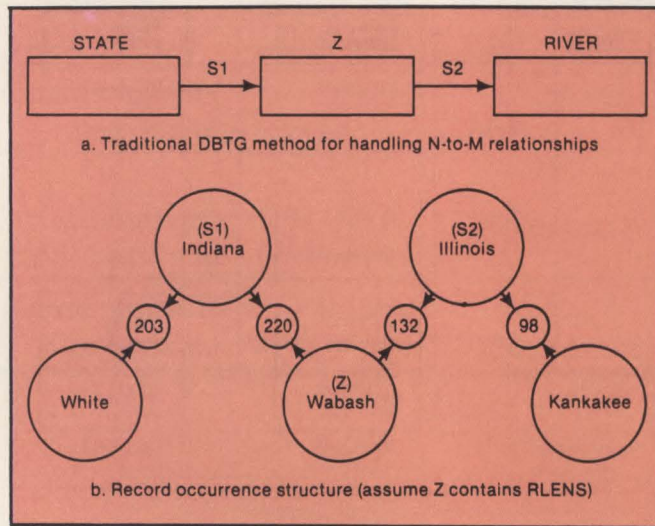 STATE Z RIVER
S1 S2
a. Traditional DBTG method for handling N-to-M relationships
(S1) (S2)
Indiana Illinois
203 220 132 98
(Z)
White Wabash Kankakee
b. Record occurrence structure (assume Z contains RLENS)